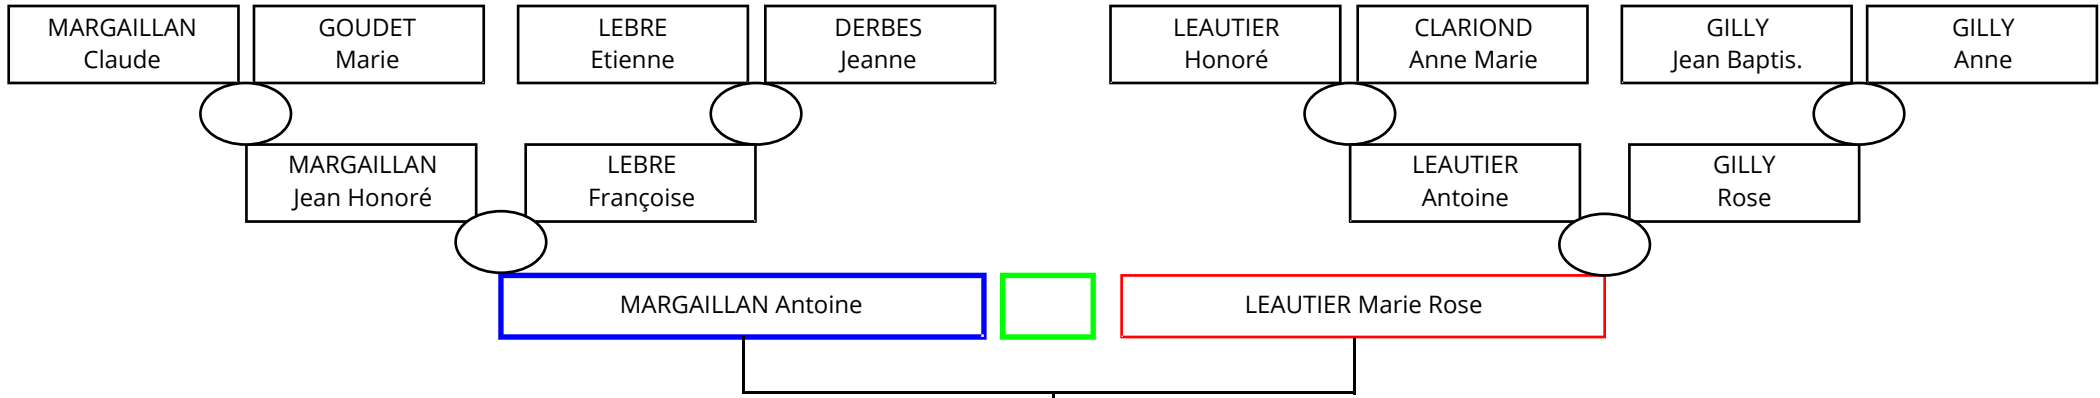 MARGAILLAN
Claude
GOUDET
Marie
LEBRE
Etienne
DERBES
Jeanne
LEAUTIER
Honoré
CLARIOND
Anne Marie
GILLY
Jean Baptis.
GILLY
Anne
MARGAILLAN
Jean Honoré
LEBRE
Françoise
LEAUTIER
Antoine
GILLY
Rose
MARGAILLAN Antoine
LEAUTIER Marie Rose